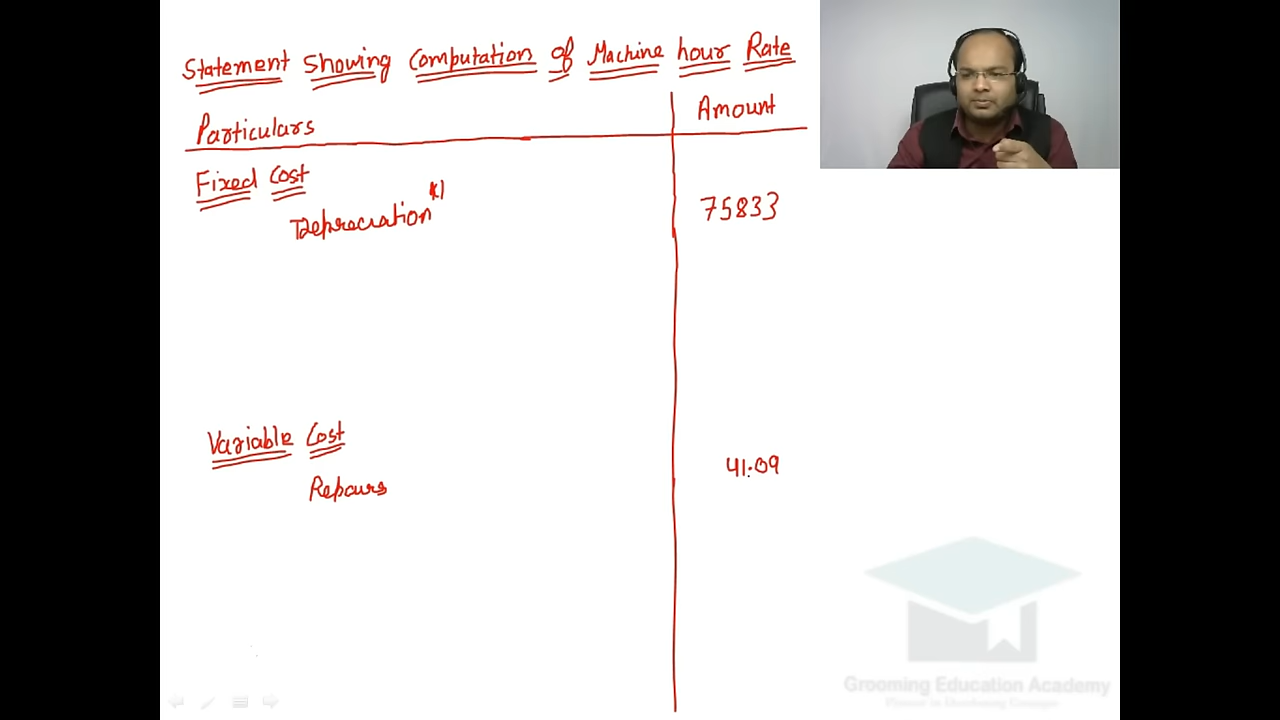 Statement Showing Computation of Machine hour Rate
Particulars
Amount
Fixed Cost
Depreciation *1
75833
Variable Cost
Repairs
41.09
Grooming Education Academy